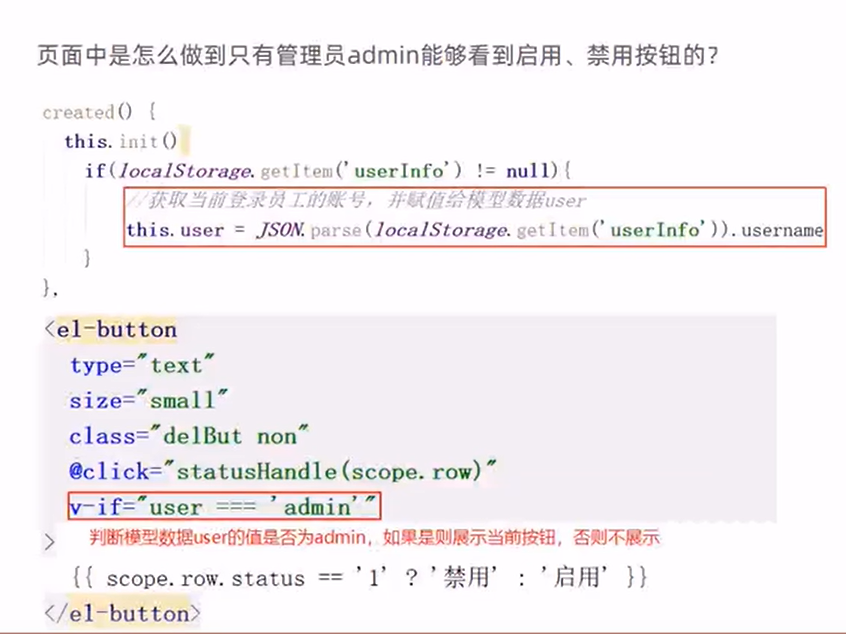 页面中是怎么做到只有管理员admin能够看到启用、禁用按钮的?
created() {
this.init()
if(localStorage.getItem('userInfo') != null){
//获取当前登录员工的账号，并赋值给模型数据user
this.user = JSON.parse(localStorage.getItem('userInfo')).username
}
},
<el-button
type="text"
size="small"
class="delBut non"
@click="statusHandle(scope.row)"
v-if="user === 'admin'"
> 判断模型数据user的值是否为admin，如果是则展示当前按钮，否则不展示
{{ scope.row.status == '1' ? '禁用' : '启用' }}
</el-button>